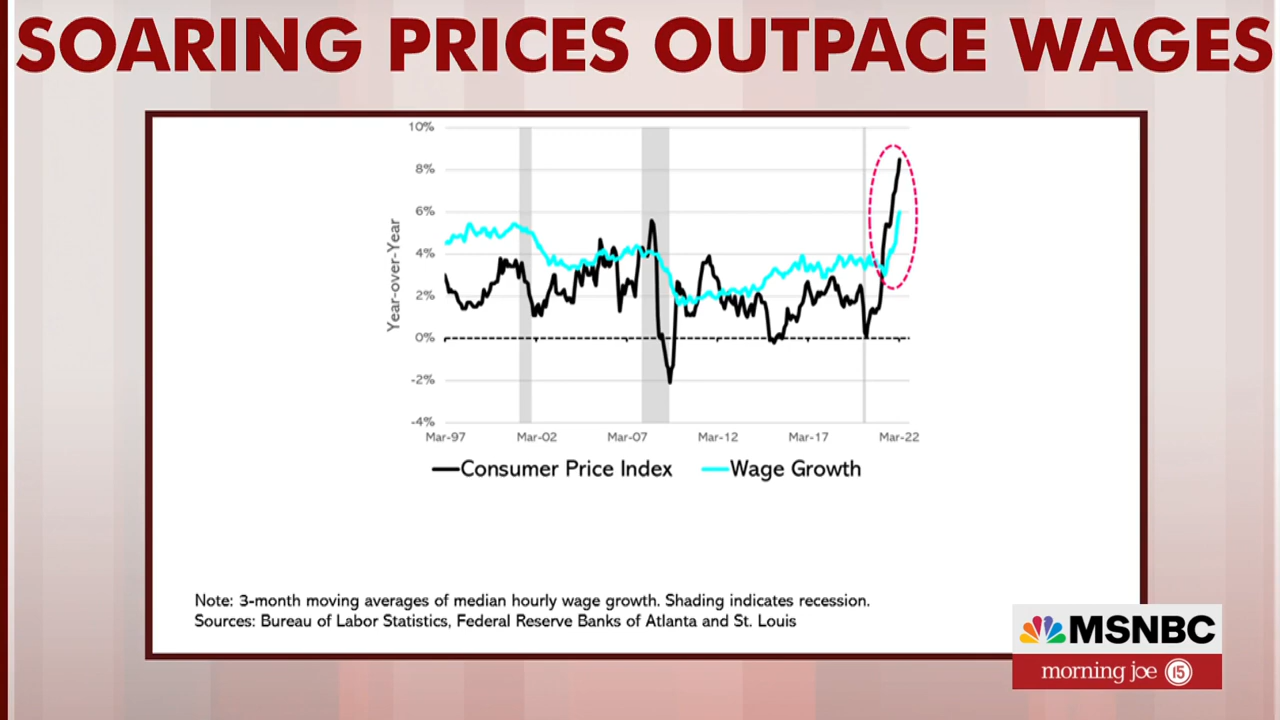 SOARING PRICES OUTPACE WAGES
10%
8%
6%
4%
2%
0%
-2%
-4%
Year-over-Year
Mar-97 Mar-02 Mar-07 Mar-12 Mar-17 Mar-22
Consumer Price Index Wage Growth
Note: 3-month moving averages of median hourly wage growth. Shading indicates recession.
Sources: Bureau of Labor Statistics, Federal Reserve Banks of Atlanta and St. Louis
MSNBC
morning joe 15